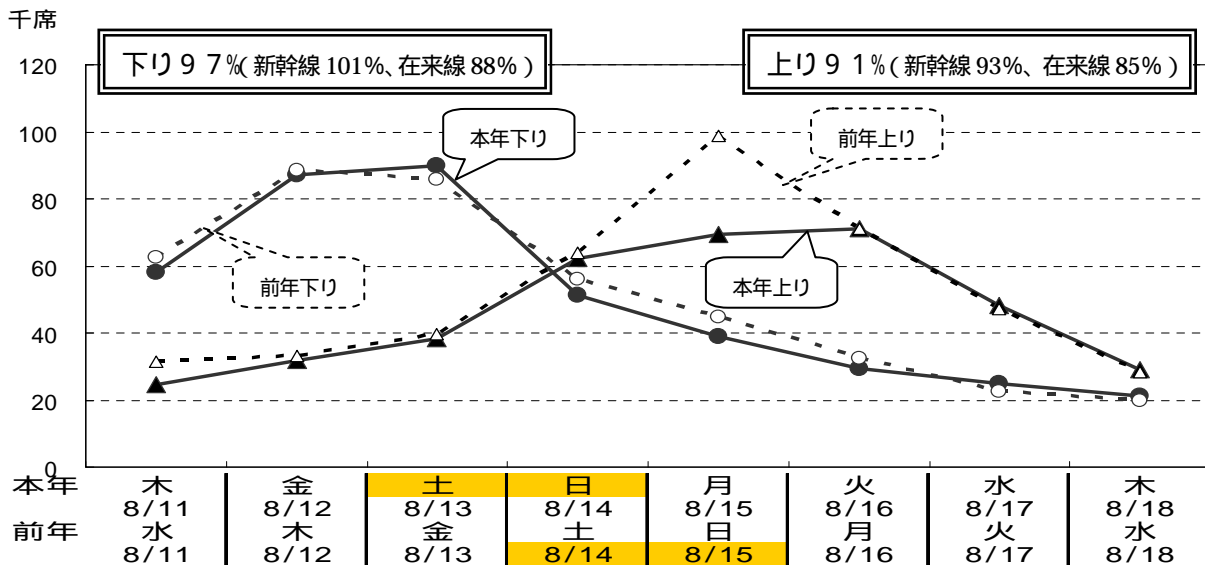 千席
下り９７%（新幹線 101%、在来線 88%）
上り９１%（新幹線 93%、在来線 85%）
120
100
80
60
40
20
0
本年下り
前年上り
前年下り
本年上り
本年 木 金 土 日 月 火 水 木
8/11 8/12 8/13 8/14 8/15 8/16 8/17 8/18
前年 水 木 金 土 日 月 火 水
8/11 8/12 8/13 8/14 8/15 8/16 8/17 8/18